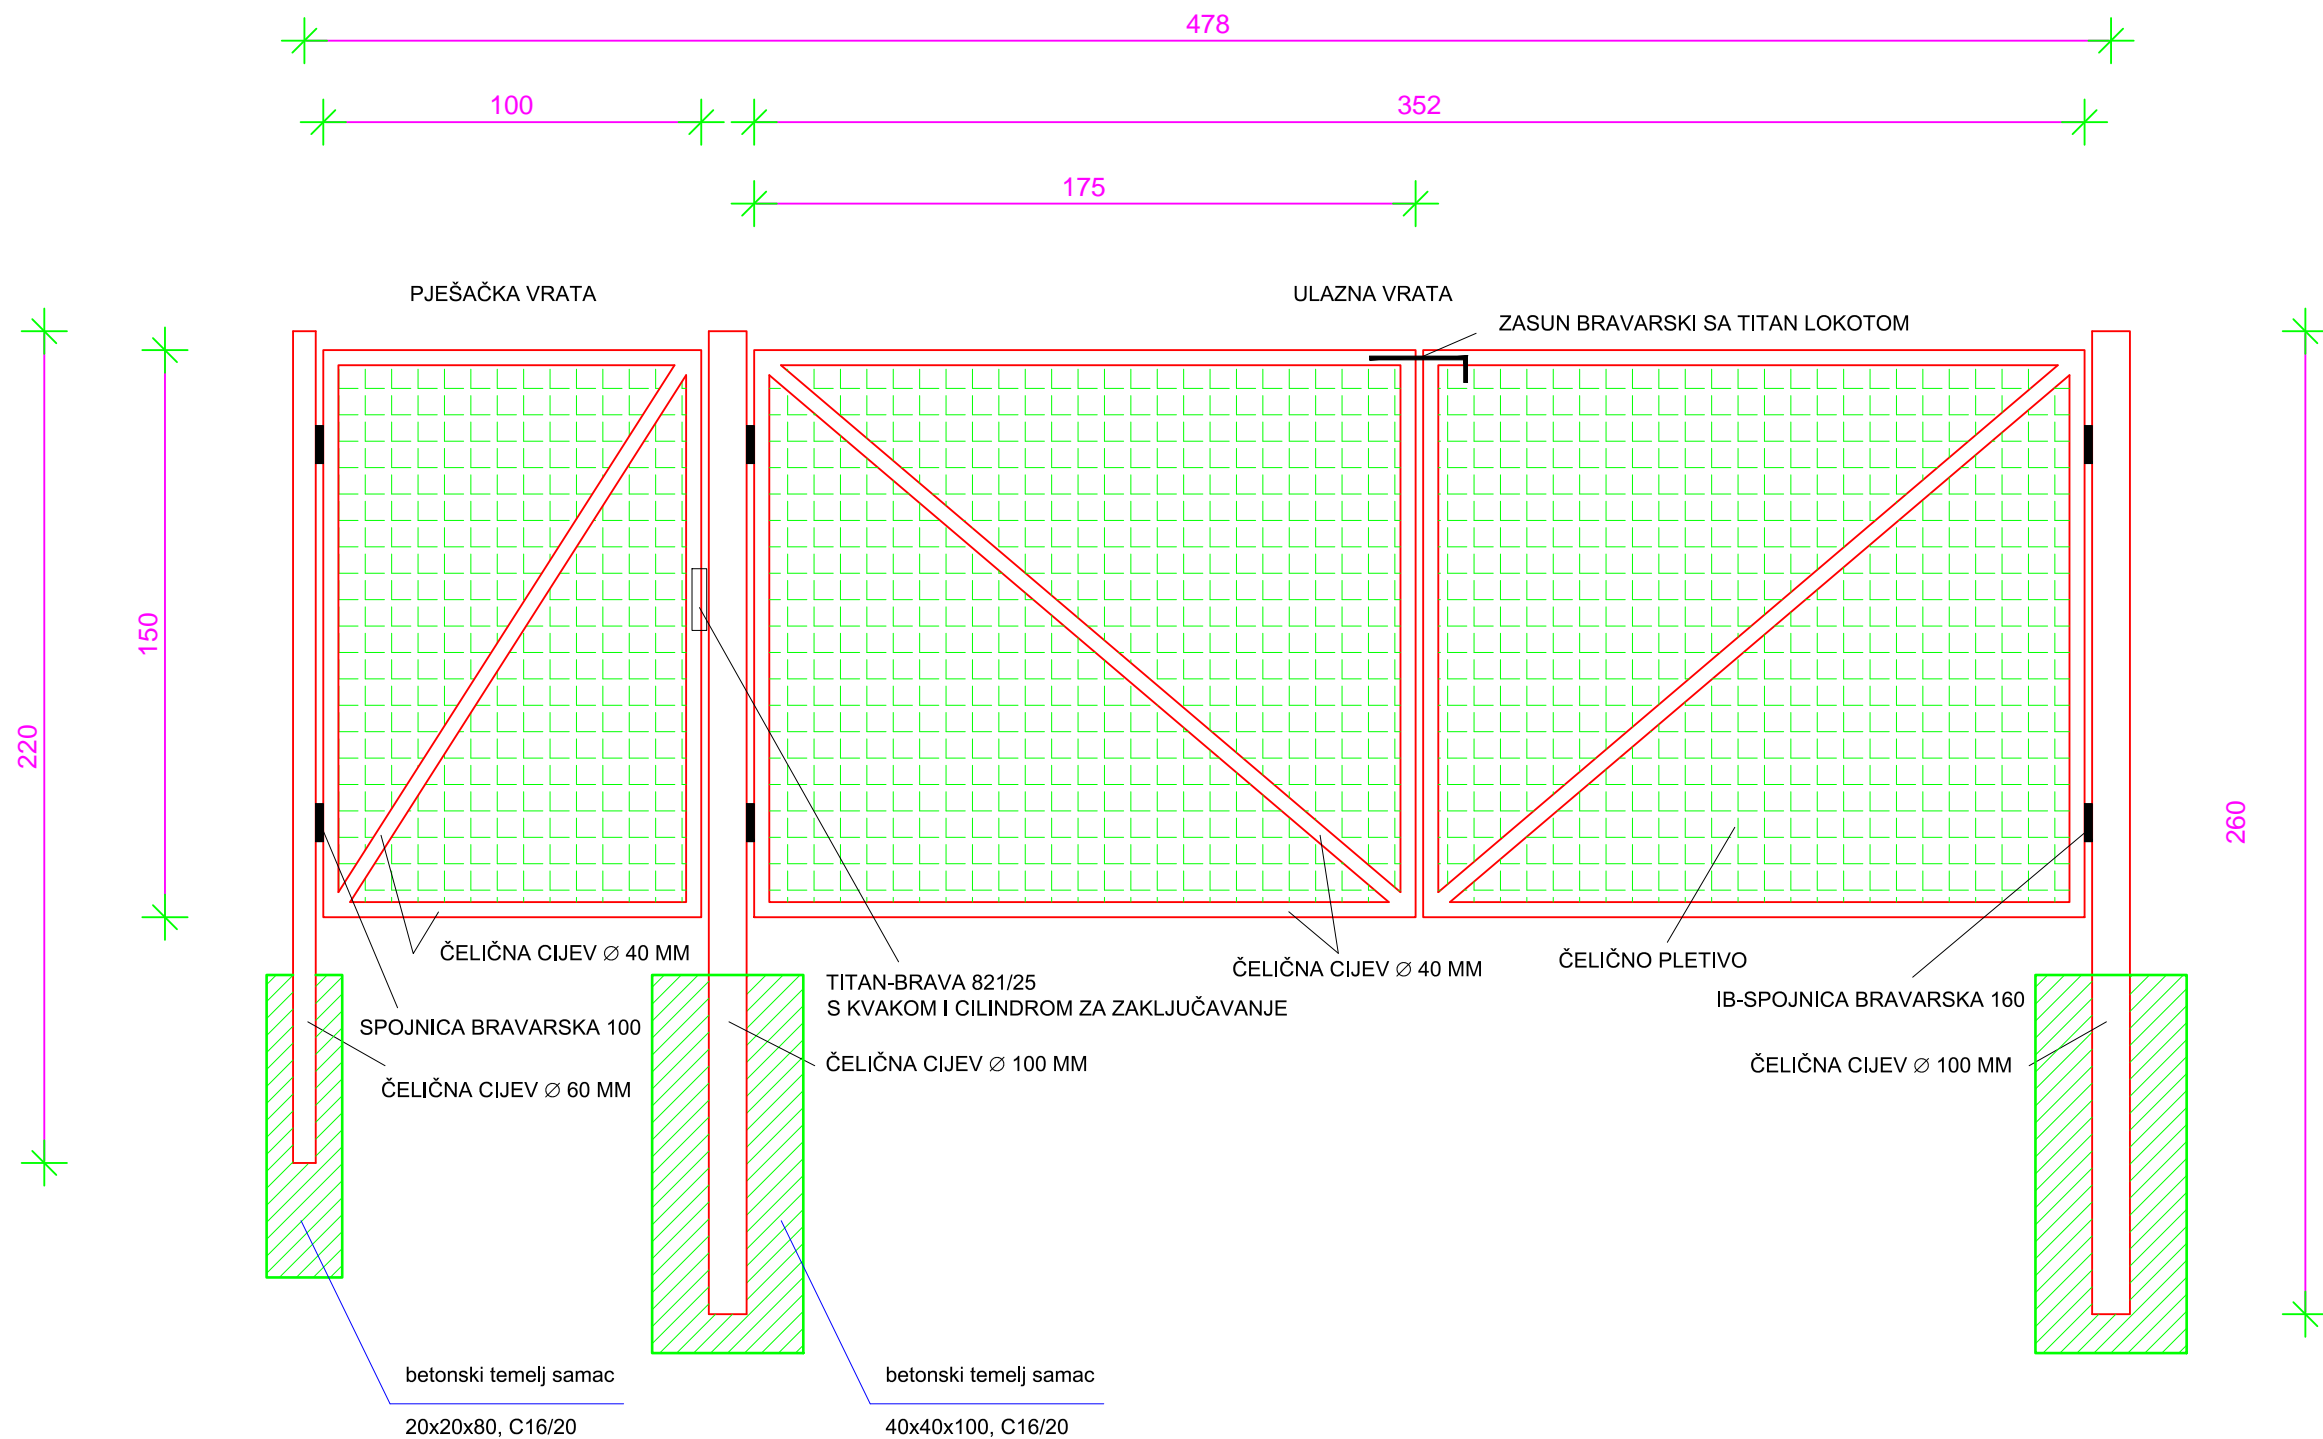 478
100
352
175
PJEŠAČKA VRATA
ULAZNA VRATA
ZASUN BRAVARSKI SA TITAN LOKOTOM
150
220
260
ČELIČNA CIJEV ∅ 40 MM
TITAN-BRAVA 821/25
S KVAKOM I CILINDROM ZA ZAKLJUČAVANJE
ČELIČNA CIJEV ∅ 40 MM
ČELIČNO PLETIVO
IB-SPOJNICA BRAVARSKA 160
SPOJNICA BRAVARSKA 100
ČELIČNA CIJEV ∅ 60 MM
ČELIČNA CIJEV ∅ 100 MM
ČELIČNA CIJEV ∅ 100 MM
betonski temelj samac
20x20x80, C16/20
betonski temelj samac
40x40x100, C16/20